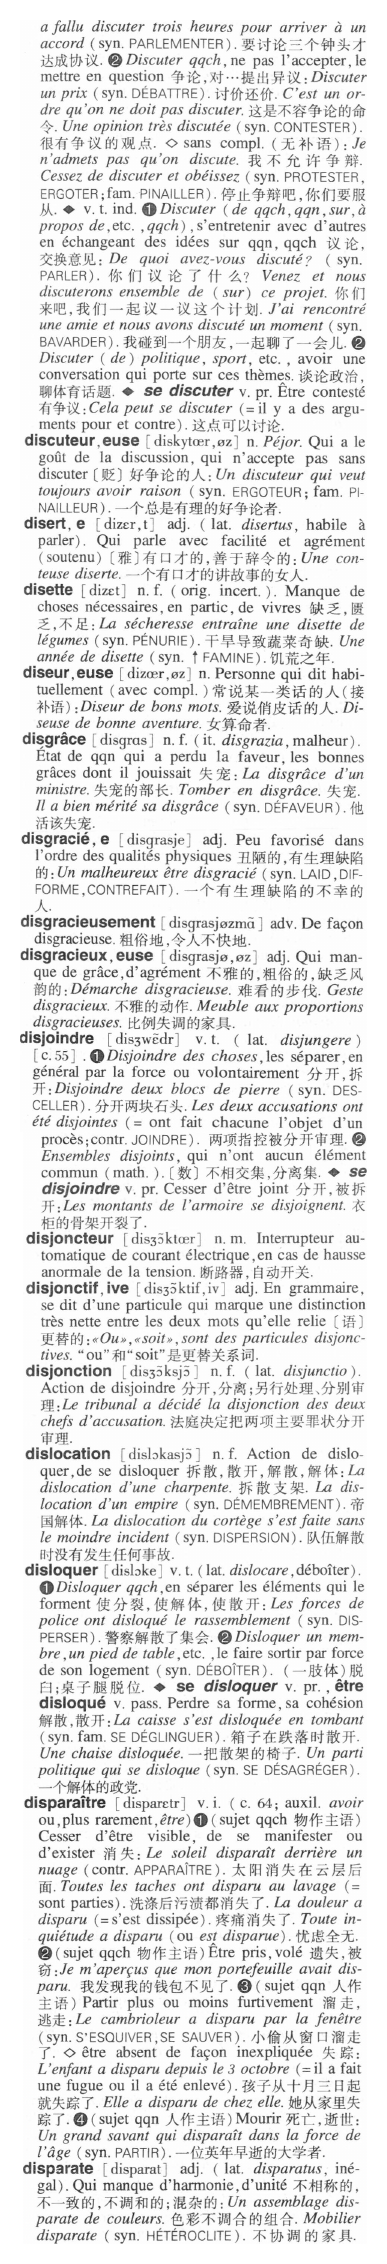 a fallu discuter trois heures pour arriver à un
accord (syn. PARLEMENTER). 要讨论三个钟头才
达成协议. ❷ Discuter qqch, ne pas l'accepter, le
mettre en question 争论,对…提出异议: Discuter
un prix (syn. DÉBATTRE). 讨价还价. C'est un or-
dre qu'on ne doit pas discuter. 这是不容争论的命
令. Une opinion très discutée (syn. CONTESTER).
很有争议的观点. ◇ sans compl. (无补语): Je
n'admets pas qu'on discute. 我不允许争辩.
Cessez de discuter et obéissez (syn. PROTESTER,
ERGOTER; fam. PINAILLER). 停止争辩吧,你们要服
从. ◆ v. t. ind. ❶ Discuter (de qqch, qqn, sur, à
propos de, etc., qqch), s'entretenir avec d'autres
en échangeant des idées sur qqn, qqch 议论,
交换意见: De quoi avez-vous discuté? (syn.
PARLER). 你们议论了什么? Venez et nous
discuterons ensemble de (sur) ce projet. 你们
来吧,我们一起议一议这个计划. J'ai rencontré
une amie et nous avons discuté un moment (syn.
BAVARDER). 我碰到一个朋友,一起聊了一会儿. ❷
Discuter (de) politique, sport, etc., avoir une
conversation qui porte sur ces thèmes. 谈论政治,
聊体育话题. ◆ se discuter v. pr. Être contesté
有争议: Cela peut se discuter (= il y a des argu-
ments pour et contre). 这点可以讨论.
discuteur, euse [diskytœr,øz] n. Péjor. Qui a le
goût de la discussion, qui n'accepte pas sans
discuter [贬] 好争论的人: Un discuteur qui veut
toujours avoir raison (syn. ERGOTEUR; fam. PI-
NAILLEUR). 一个总是有理的好争论者.
disert, e [dizɛr,t] adj. (lat. disertus, habile à
parler). Qui parle avec facilité et agrément
(soutenu) [雅] 有口才的,善于辞令的: Une con-
teuse diserte. 一个有口才的讲故事的女人.
disette [dizɛt] n. f. (orig. incert.). Manque de
choses nécessaires, en partic, de vivres 缺乏,匮
乏,不足: La sécheresse entraîne une disette de
légumes (syn. PÉNURIE). 干旱导致蔬菜奇缺. Une
année de disette (syn. ↑ FAMINE). 饥荒之年.
diseur, euse [dizœr,øz] n. Personne qui dit habi-
tuellement (avec compl.) 常说某一类话的人(接
补语): Diseur de bons mots. 爱说俏皮话的人. Di-
seuse de bonne aventure. 女算命者.
disgrâce [disgrɑs] n. f. (it. disgrazia, malheur).
État de qqn qui a perdu la faveur, les bonnes
grâces dont il jouissait 失宠: La disgrâce d'un
ministre. 失宠的部长. Tomber en disgrâce. 失宠.
Il a bien mérité sa disgrâce (syn. DÉFAVEUR). 他
活该失宠.
disgracié, e [disgrasje] adj. Peu favorisé dans
l'ordre des qualités physiques 丑陋的,有生理缺陷
的: Un malheureux être disgracié (syn. LAID, DIF-
FORME, CONTREFAIT). 一个有生理缺陷的不幸的
人.
disgracieusement [disgrasjøzmɑ̃] adv. De façon
disgracieuse. 粗俗地,令人不快地.
disgracieux, euse [disgrasjø,øz] adj. Qui man-
que de grâce, d'agrément 不雅的,粗俗的,缺乏风
韵的: Démarche disgracieuse. 难看的步伐. Geste
disgracieux. 不雅的动作. Meuble aux proportions
disgracieuses. 比例失调的家具.
disjoindre [disʒwɛ̃dr] v. t. (lat. disjungere)
[c. 55]. ❶ Disjoindre des choses, les séparer, en
général par la force ou volontairement 分开,拆
开: Disjoindre deux blocs de pierre (syn. DES-
CELLER). 分开两块石头. Les deux accusations ont
été disjointes (= ont fait chacune l'objet d'un
procès; contr. JOINDRE). 两项指控被分开审理. ❷
Ensembles disjoints, qui n'ont aucun élément
commun (math.). [数] 不相交集,分离集. ◆ se
disjoindre v. pr. Cesser d'être joint 分开,被拆
开: Les montants de l'armoire se disjoignent. 衣
柜的骨架开裂了.
disjoncteur [disʒɔ̃ktœr] n. m. Interrupteur au-
tomatique de courant électrique, en cas de hausse
anormale de la tension. 断路器,自动开关.
disjonctif, ive [disʒɔ̃ktif,iv] adj. En grammaire,
se dit d'une particule qui marque une distinction
très nette entre les deux mots qu'elle relie [语]
更替的: «Ou», «soit», sont des particules disjonc-
tives. “ou”和“soit”是更替关系词.
disjonction [disʒɔ̃ksjɔ̃] n. f. (lat. disjunctio).
Action de disjoindre 分开,分离;另行处理、分别审
理: Le tribunal a décidé la disjonction des deux
chefs d'accusation. 法庭决定把两项主要罪状分开
审理.
dislocation [dislɔkasjɔ̃] n. f. Action de dislo-
quer, de se disloquer 拆散,散开,解散,解体: La
dislocation d'une charpente. 拆散支架. La dis-
location d'un empire (syn. DÉMEMBREMENT). 帝
国解体. La dislocation du cortège s'est faite sans
le moindre incident (syn. DISPERSION). 队伍解散
时没有发生任何事故.
disloquer [dislɔke] v. t. (lat. dislocare, déboîter).
❶ Disloquer qqch, en séparer les éléments qui le
forment 使分裂,使解体,使散开: Les forces de
police ont disloqué le rassemblement (syn. DIS-
PERSER). 警察解散了集会. ❷ Disloquer un mem-
bre, un pied de table, etc., le faire sortir par force
de son logement (syn. DÉBOÎTER). (一肢体)脱
臼;桌子腿脱位. ◆ se disloquer v. pr., être
disloqué v. pass. Perdre sa forme, sa cohésion
解散,散开: La caisse s'est disloquée en tombant
(syn. fam. SE DÉGLINGUER). 箱子在跌落时散开.
Une chaise disloquée. 一把散架的椅子. Un parti
politique qui se disloque (syn. SE DÉSAGRÉGER).
一个解体的政党.
disparaître [disparɛtr] v. i. (c. 64; auxil. avoir
ou, plus rarement, être) ❶ (sujet qqch 物作主语)
Cesser d'être visible, de se manifester ou
d'exister 消失: Le soleil disparaît derrière un
nuage (contr. APPARAÎTRE). 太阳消失在云层后
面. Toutes les taches ont disparu au lavage (=
sont parties). 洗涤后污渍都消失了. La douleur a
disparu (= s'est dissipée). 疼痛消失了. Toute in-
quiétude a disparu (ou est disparue). 忧虑全无.
❷ (sujet qqch 物作主语) Être pris, volé 遗失,被
窃: Je m'aperçus que mon portefeuille avait dis-
paru. 我发现我的钱包不见了. ❸ (sujet qqn 人作
主语) Partir plus ou moins furtivement 溜走,
逃走: Le cambrioleur a disparu par la fenêtre
(syn. S'ESQUIVER, SE SAUVER). 小偷从窗口溜走
了. ◇ être absent de façon inexpliquée 失踪:
L'enfant a disparu depuis le 3 octobre (= il a fait
une fugue ou il a été enlevé). 孩子从十月三日起
就失踪了. Elle a disparu de chez elle. 她从家里失
踪了. ❹ (sujet qqn 人作主语) Mourir 死亡,逝世:
Un grand savant qui disparaît dans la force de
l'âge (syn. PARTIR). 一位英年早逝的大学者.
disparate [disparat] adj. (lat. disparatus, iné-
gal). Qui manque d'harmonie, d'unité 不相称的,
不一致的,不调和的;混杂的: Un assemblage dis-
parate de couleurs. 色彩不调合的组合. Mobilier
disparate (syn. HÉTÉROCLITE). 不协调的家具.